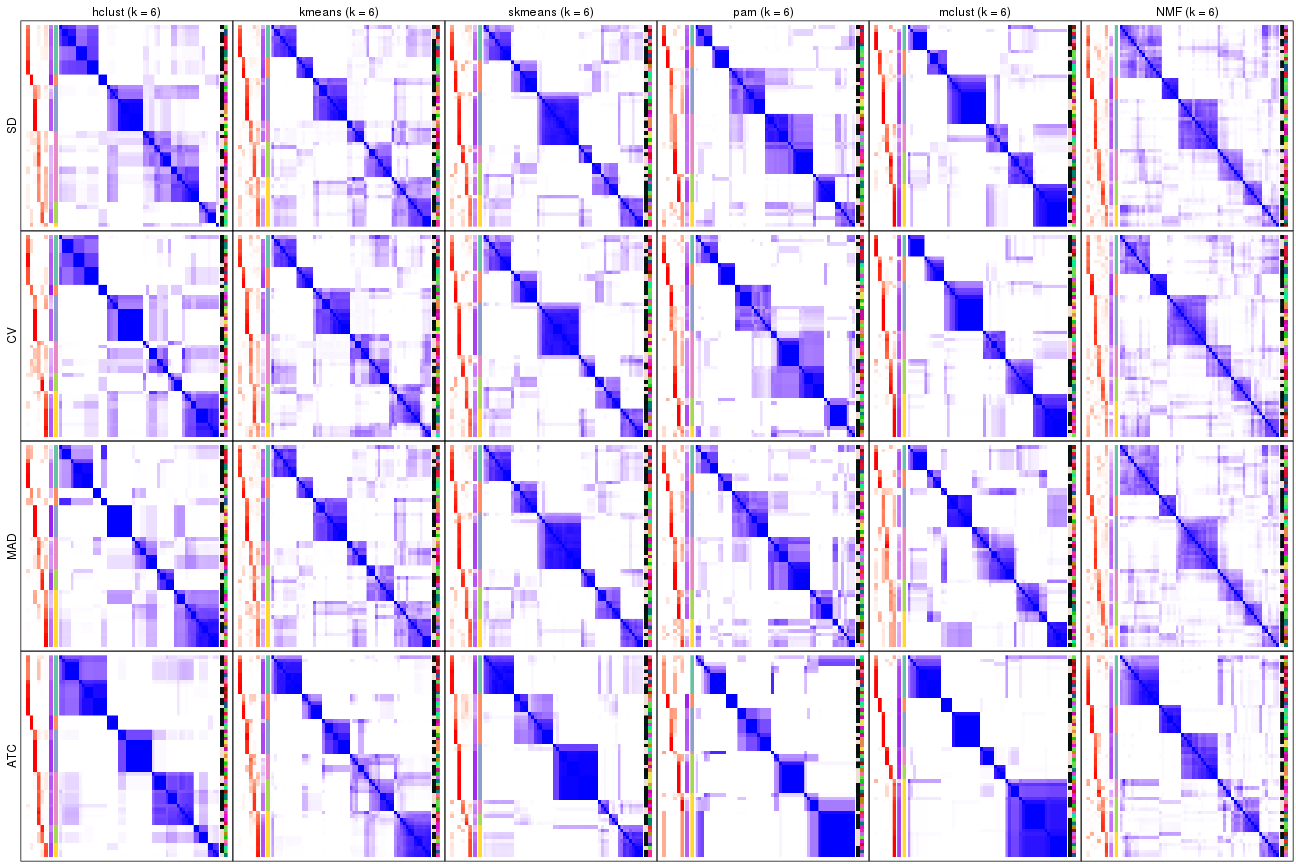 hclust (k = 6) kmeans (k = 6) skmeans (k = 6) pam (k = 6) mclust (k = 6) NMF (k = 6)
SD
CV
MAD
ATC